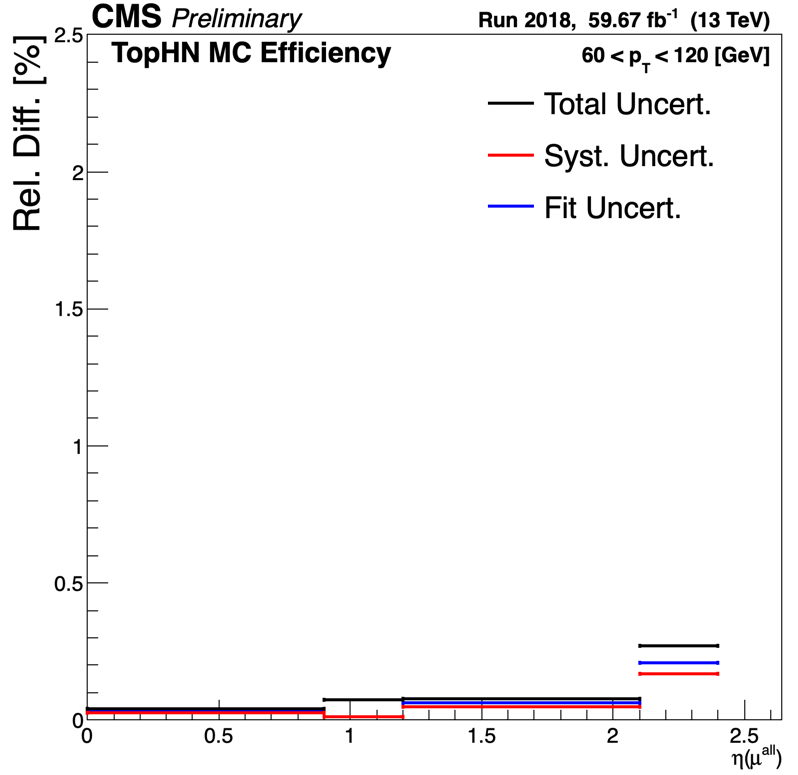 CMS Preliminary
Run 2018, 59.67 fb⁻¹ (13 TeV)
TopHN MC Efficiency
60 < p_T < 120 [GeV]
Total Uncert.
Syst. Uncert.
Fit Uncert.
Rel. Diff. [%]
2.5
2
1.5
1
0.5
0
0 0.5 1 1.5 2 2.5
η(μᵃˡˡ)